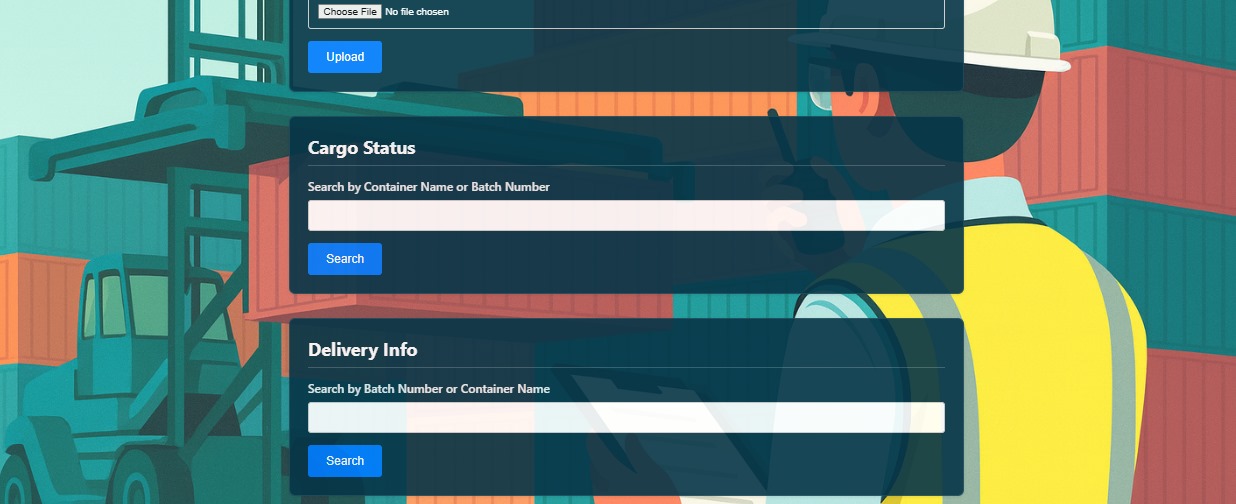 Choose File No file chosen
Upload
Cargo Status
Search by Container Name or Batch Number
Search
Delivery Info
Search by Batch Number or Container Name
Search